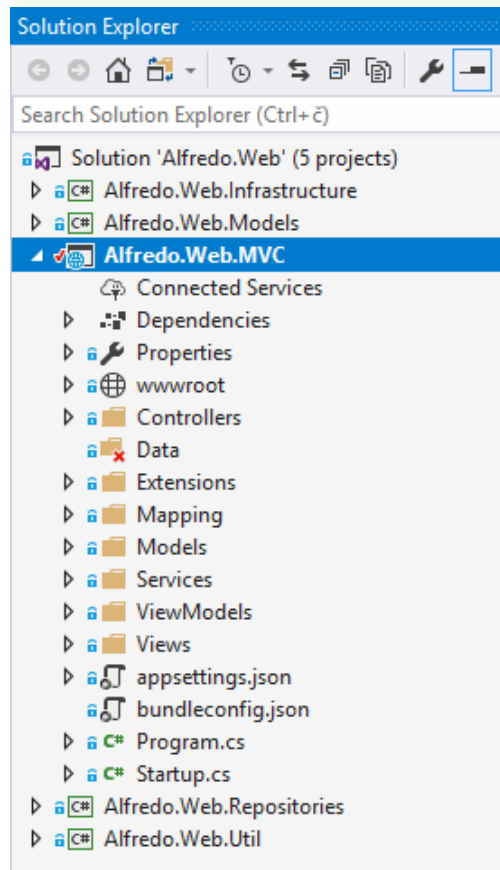 Solution Explorer
Search Solution Explorer (Ctrl+č)
Solution 'Alfredo.Web' (5 projects)
C# Alfredo.Web.Infrastructure
C# Alfredo.Web.Models
Alfredo.Web.MVC
Connected Services
Dependencies
Properties
wwwroot
Controllers
Data
Extensions
Mapping
Models
Services
ViewModels
Views
appsettings.json
bundleconfig.json
C# Program.cs
C# Startup.cs
C# Alfredo.Web.Repositories
C# Alfredo.Web.Util